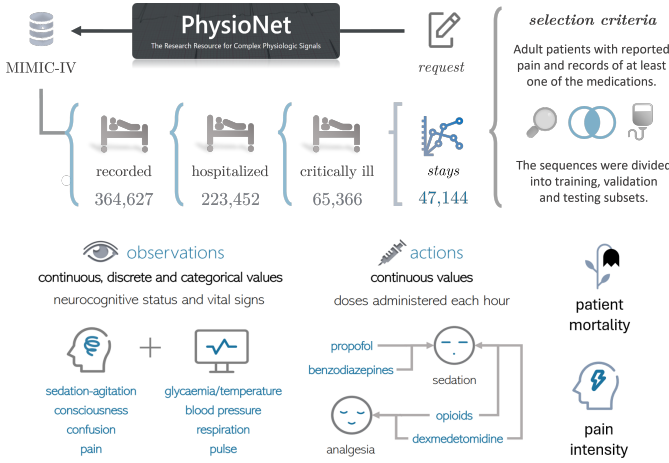 PhysioNet
The Research Resource for Complex Physiologic Signals
MIMIC-IV
request
selection criteria
Adult patients with reported
pain and records of at least
one of the medications.
The sequences were divided
into training, validation
and testing subsets.
recorded
364,627
hospitalized
223,452
critically ill
65,366
stays
47,144
observations
continuous, discrete and categorical values
neurocognitive status and vital signs
sedation-agitation
consciousness
confusion
pain
glycaemia/temperature
blood pressure
respiration
pulse
actions
continuous values
doses administered each hour
propofol
benzodiazepines
sedation
opioids
dexmedetomidine
analgesia
patient
mortality
pain
intensity